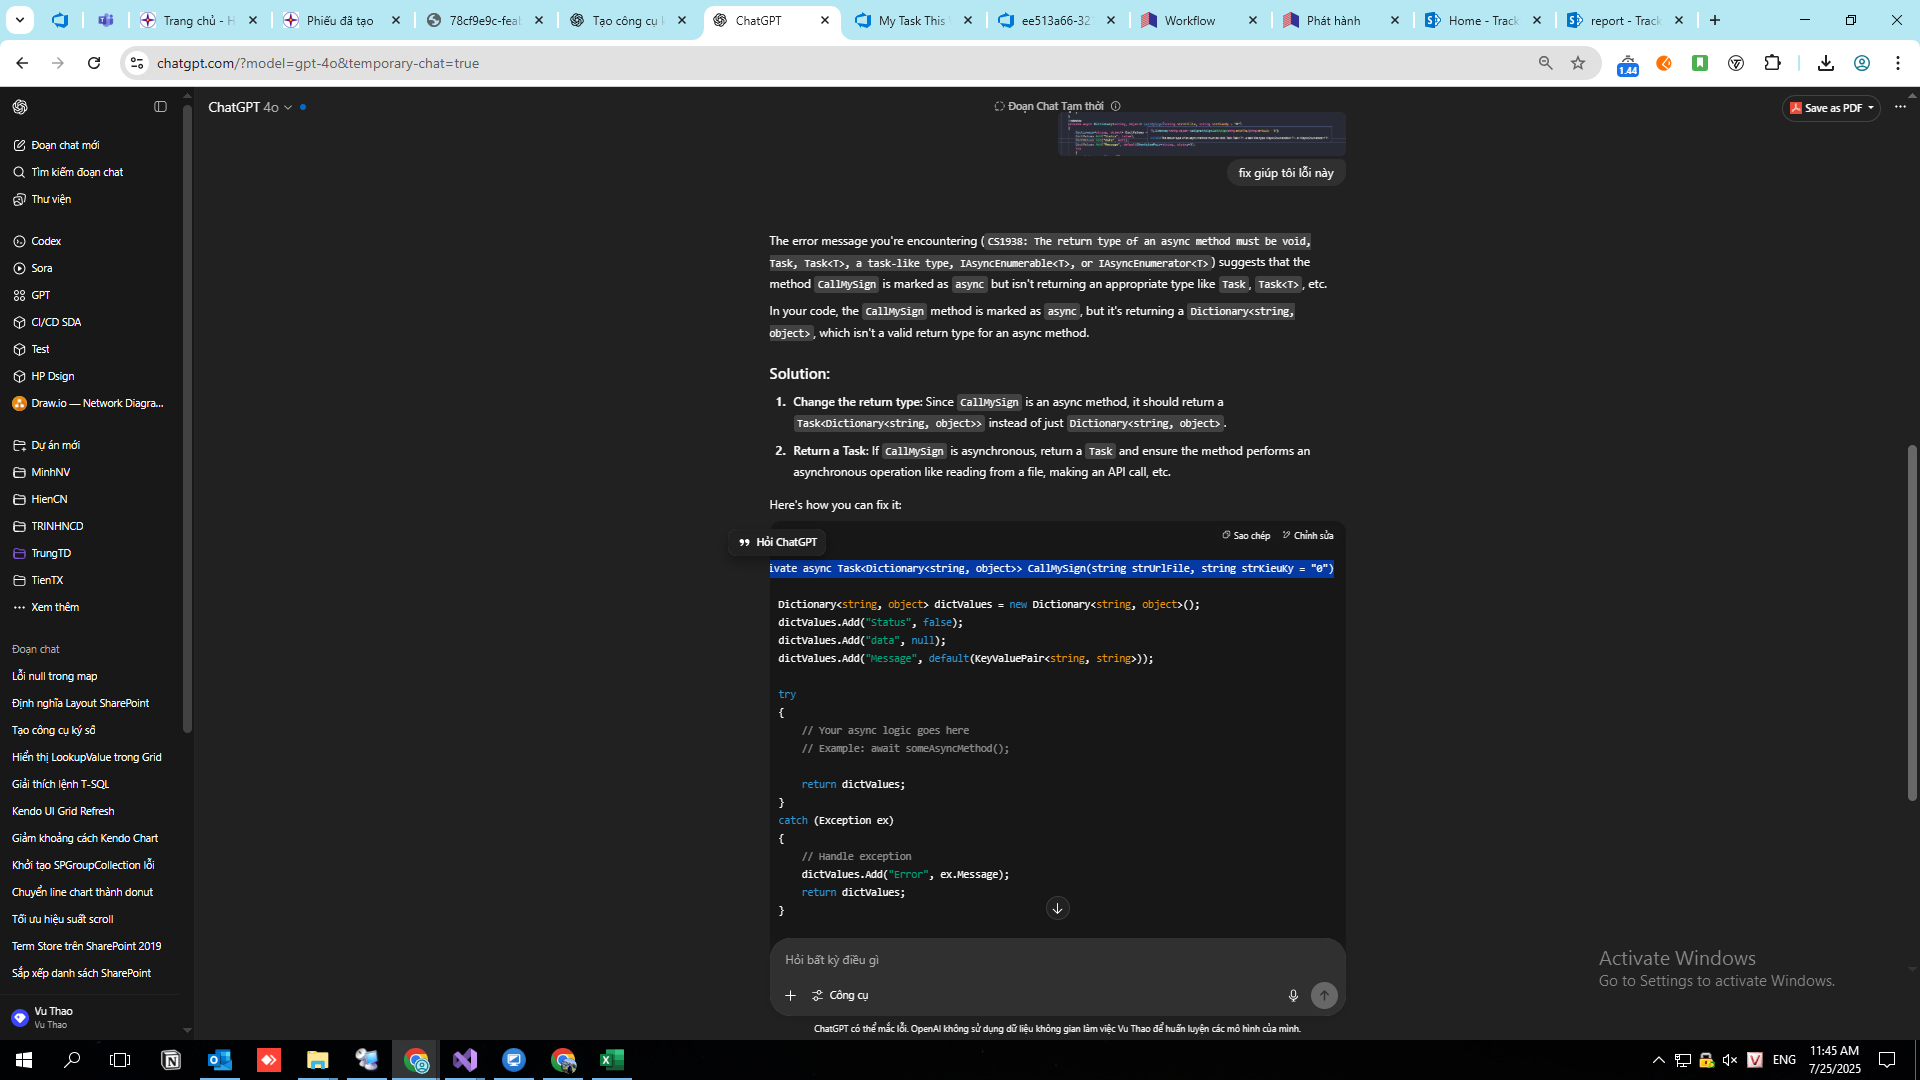 Trang chủ - H
Phiếu đã tạo
78cf9e9c-feab
Tạo công cụ k
ChatGPT
My Task This
ee513a66-32
Workflow
Phát hành
Home - Track
report - Track
chatgpt.com/?model=gpt-4o&temporary-chat=true
1.44
ChatGPT 4o
Đoạn Chat Tạm thời
Save as PDF
Đoạn chat mới
Tìm kiếm đoạn chat
Thư viện
Codex
Sora
GPT
CI/CD SDA
Test
HP Dsign
Draw.io — Network Diagra...
Dự án mới
MinhNV
HienCN
TRINHNCD
TrungTD
TienTX
Xem thêm
Đoạn chat
Lỗi null trong map
Định nghĩa Layout SharePoint
Tạo công cụ ký số
Hiển thị LookupValue trong Grid
Giải thích lệnh T-SQL
Kendo UI Grid Refresh
Giảm khoảng cách Kendo Chart
Khởi tạo SPGroupCollection lỗi
Chuyển line chart thành donut
Tối ưu hiệu suất scroll
Term Store trên SharePoint 2019
Sắp xếp danh sách SharePoint
Vu Thao
Vu Thao
fix giúp tôi lỗi này
The error message you're encountering (CS1938: The return type of an async method must be void,
Task, Task<T>, a task-like type, IAsyncEnumerable<T>, or IAsyncEnumerator<T>) suggests that the
method CallMySign is marked as async but isn't returning an appropriate type like Task, Task<T>, etc.
In your code, the CallMySign method is marked as async, but it's returning a Dictionary<string,
object>, which isn't a valid return type for an async method.
Solution:
1. Change the return type: Since CallMySign is an async method, it should return a
Task<Dictionary<string, object>> instead of just Dictionary<string, object>.
2. Return a Task: If CallMySign is asynchronous, return a Task and ensure the method performs an
asynchronous operation like reading from a file, making an API call, etc.
Here's how you can fix it:
Hỏi ChatGPT
Sao chép
Chỉnh sửa
ivate async Task<Dictionary<string, object>> CallMySign(string strUrlFile, string strKieuKy = "0")
Dictionary<string, object> dictValues = new Dictionary<string, object>();
dictValues.Add("Status", false);
dictValues.Add("data", null);
dictValues.Add("Message", default(KeyValuePair<string, string>));
try
{
// Your async logic goes here
// Example: await someAsyncMethod();
return dictValues;
}
catch (Exception ex)
{
// Handle exception
dictValues.Add("Error", ex.Message);
return dictValues;
}
Hỏi bất kỳ điều gì
Công cụ
ChatGPT có thể mắc lỗi. OpenAI không sử dụng dữ liệu không gian làm việc Vu Thao để huấn luyện các mô hình của mình.
Activate Windows
Go to Settings to activate Windows.
ENG
11:45 AM
7/25/2025